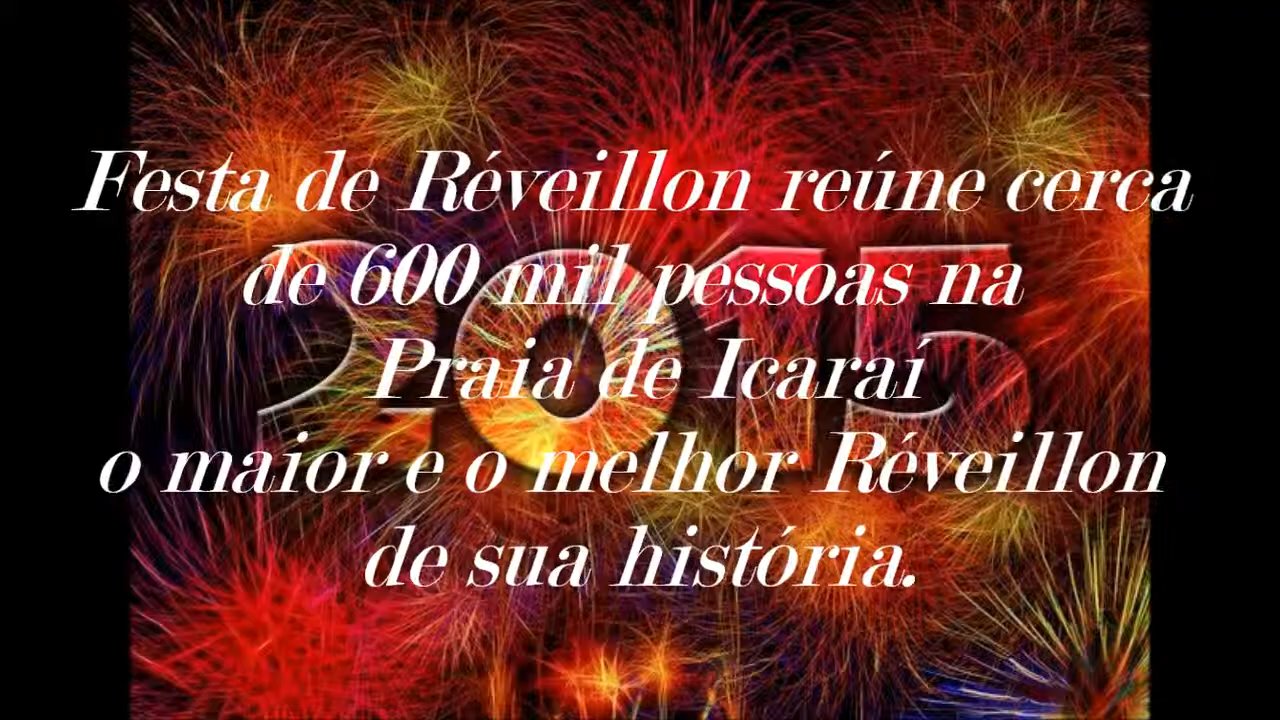 Festa de Réveillon reúne cerca
de 600 mil pessoas na
Praia de Icaraí
o maior e o melhor Réveillon
de sua história.
2015